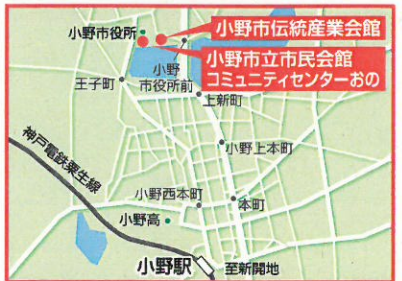 小野市伝統産業会館
小野市役所
小野市立市民会館
コミュニティセンターおの
小野
市役所前
王子町
上新町
小野上本町
神戸電鉄粟生線
小野西本町
本町
小野高
小野駅
至新開地